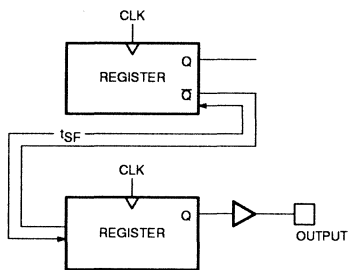 CLK
Q
REGISTER
Q̅
tSF
CLK
Q
REGISTER
OUTPUT